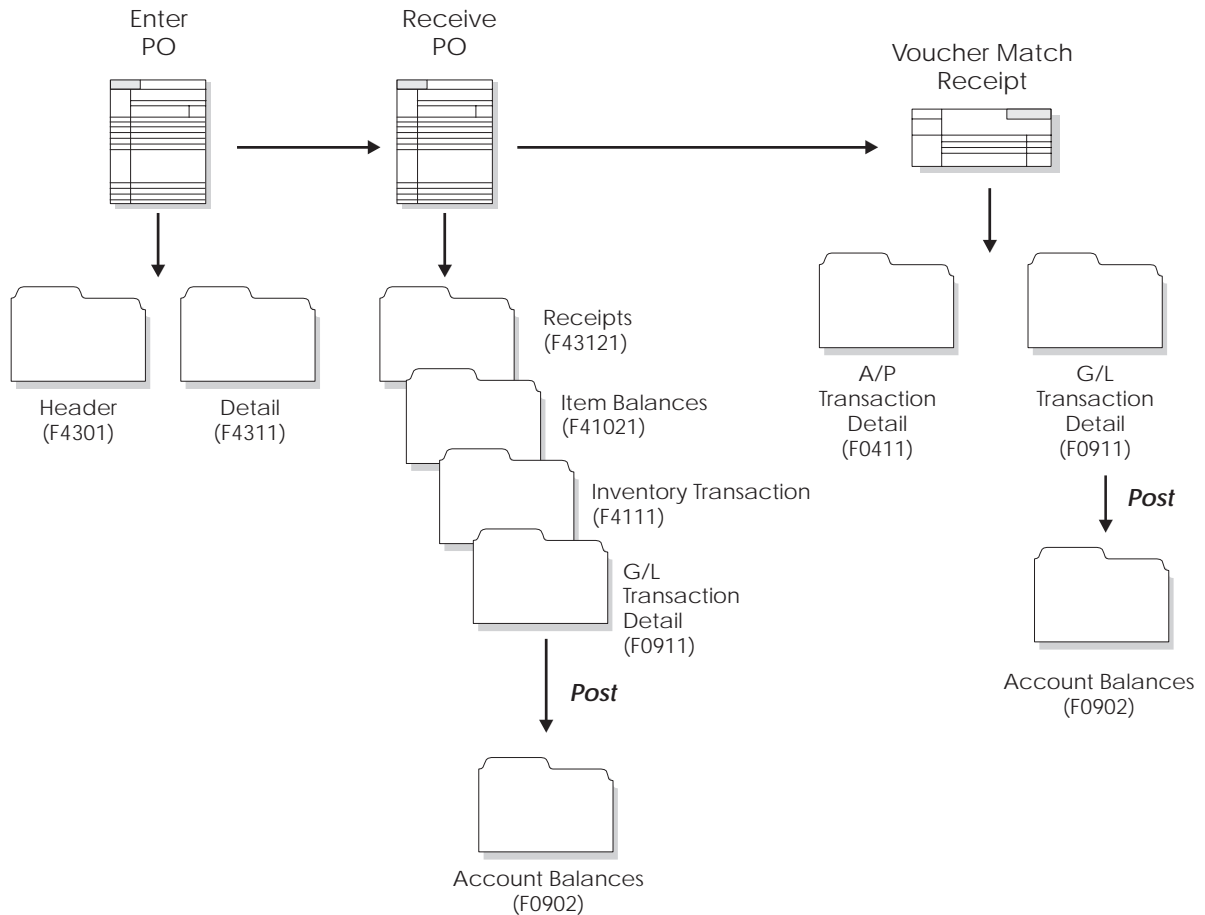 Enter
PO
Receive
PO
Voucher Match
Receipt
Header
(F4301)
Detail
(F4311)
Receipts
(F43121)
Item Balances
(F41021)
Inventory Transaction
(F4111)
G/L
Transaction
Detail
(F0911)
Post
Account Balances
(F0902)
A/P
Transaction
Detail
(F0411)
G/L
Transaction
Detail
(F0911)
Post
Account Balances
(F0902)